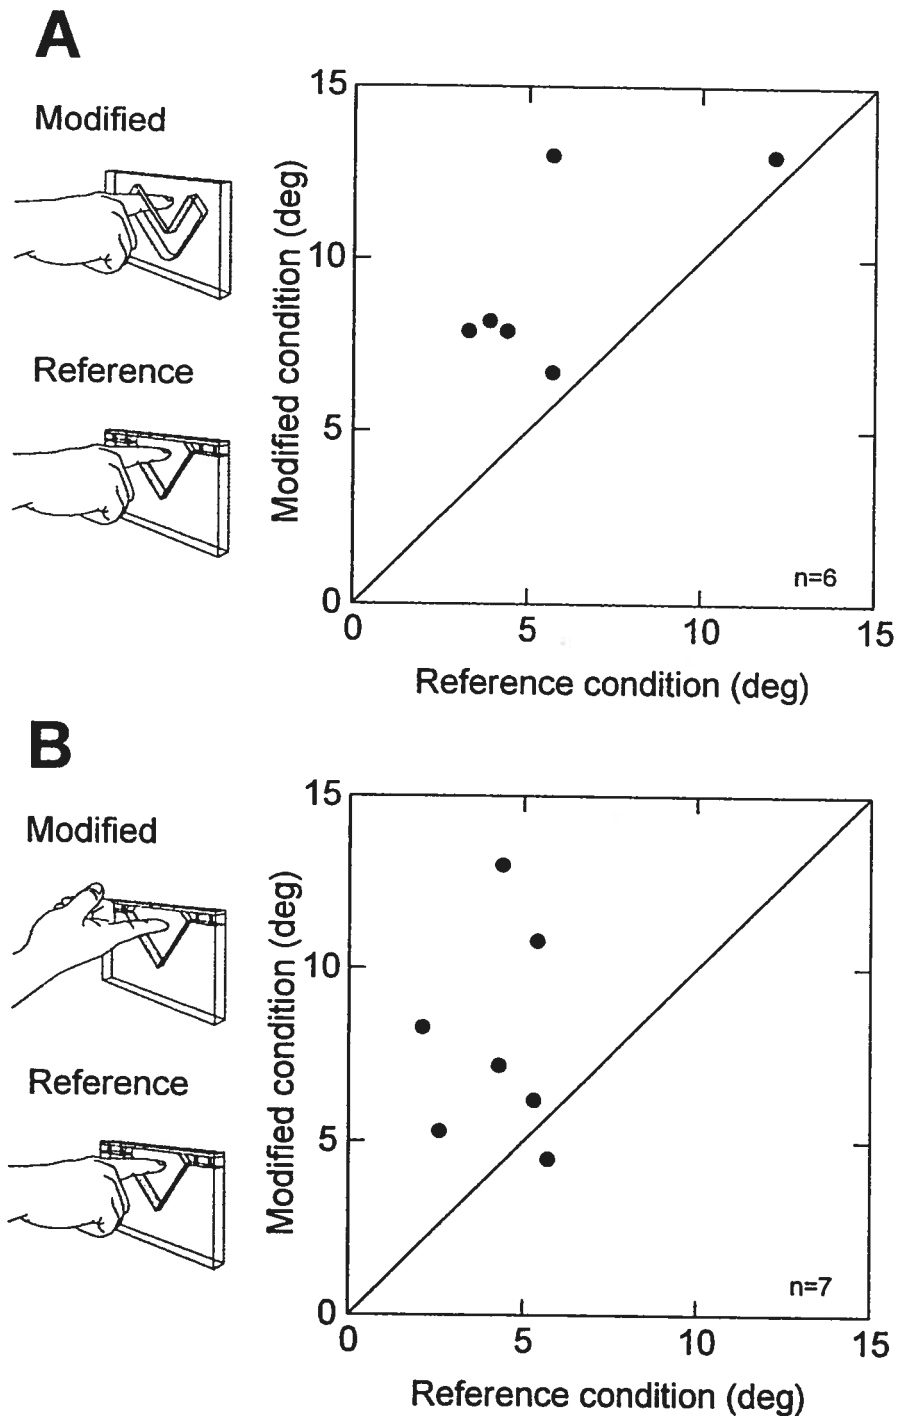 A
Modified
Reference
15
10
5
0
Modified condition (deg)
n=6
0 5 10 15
Reference condition (deg)
B
Modified
Reference
15
10
5
0
Modified condition (deg)
n=7
0 5 10 15
Reference condition (deg)